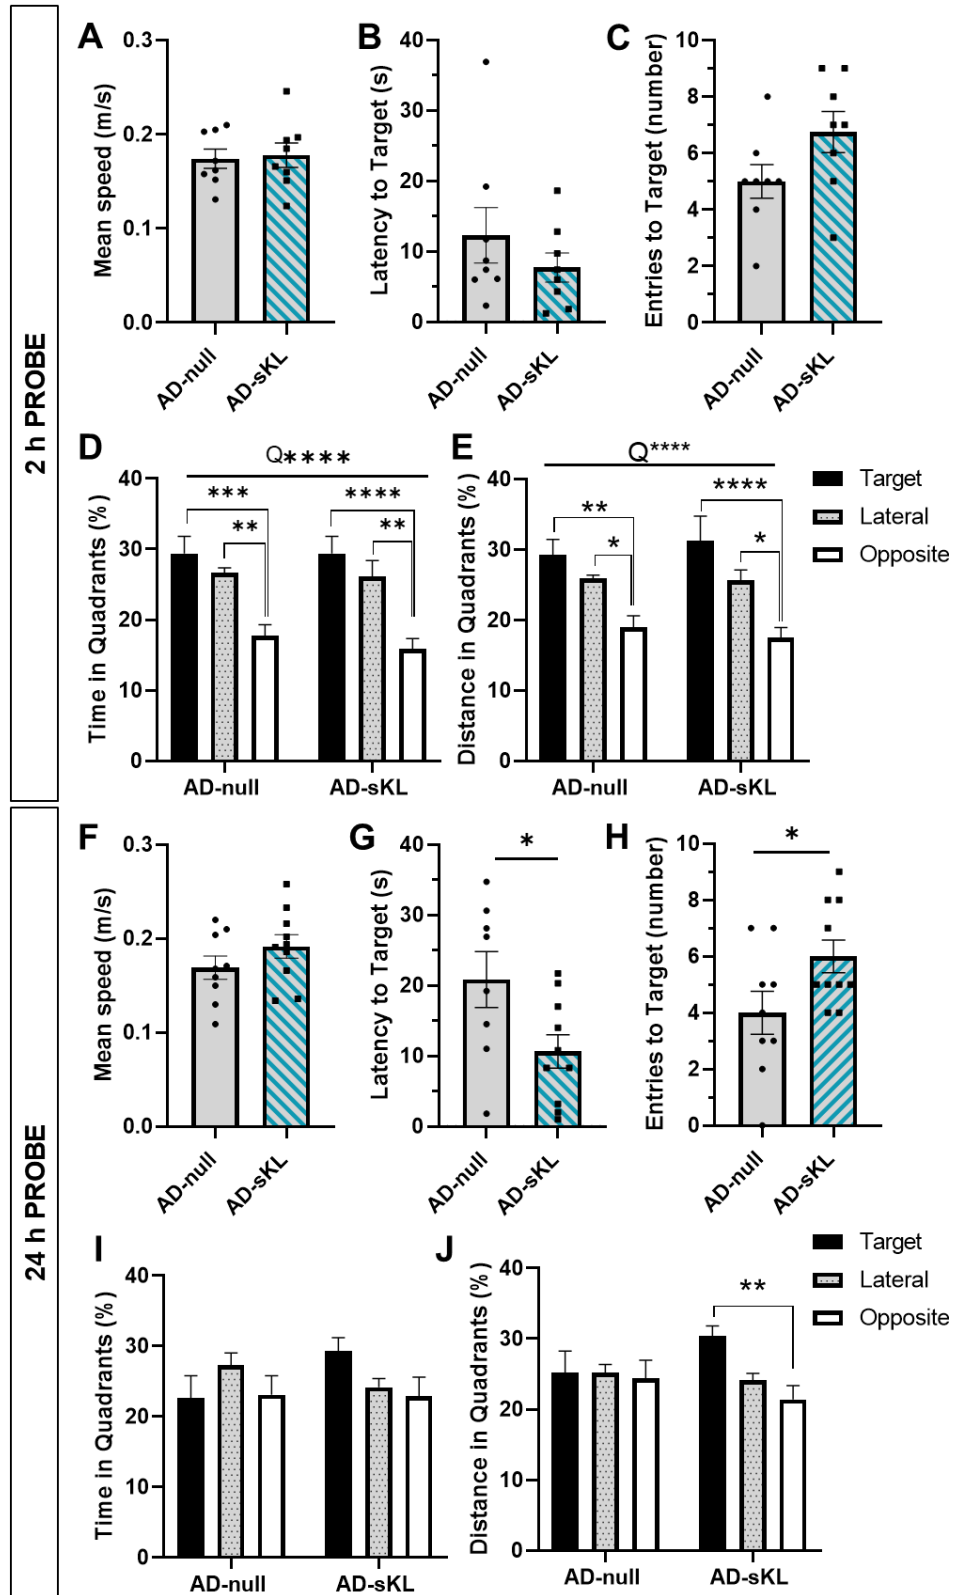 2 h PROBE
A
Mean speed (m/s)
0.3
0.2
0.1
0.0
AD-null
AD-sKL
B
Latency to Target (s)
40
30
20
10
0
AD-null
AD-sKL
C
Entries to Target (number)
10
8
6
4
2
0
AD-null
AD-sKL
D
Time in Quadrants (%)
40
30
20
10
0
Q****
***
**
****
**
AD-null
AD-sKL
E
Distance in Quadrants (%)
40
30
20
10
0
Q****
**
*
****
*
AD-null
AD-sKL
Target
Lateral
Opposite
24 h PROBE
F
Mean speed (m/s)
0.3
0.2
0.1
0.0
AD-null
AD-sKL
G
Latency to Target (s)
40
30
20
10
0
*
AD-null
AD-sKL
H
Entries to Target (number)
10
8
6
4
2
0
*
AD-null
AD-sKL
I
Time in Quadrants (%)
40
30
20
10
0
AD-null
AD-sKL
J
Distance in Quadrants (%)
40
30
20
10
0
**
AD-null
AD-sKL
Target
Lateral
Opposite